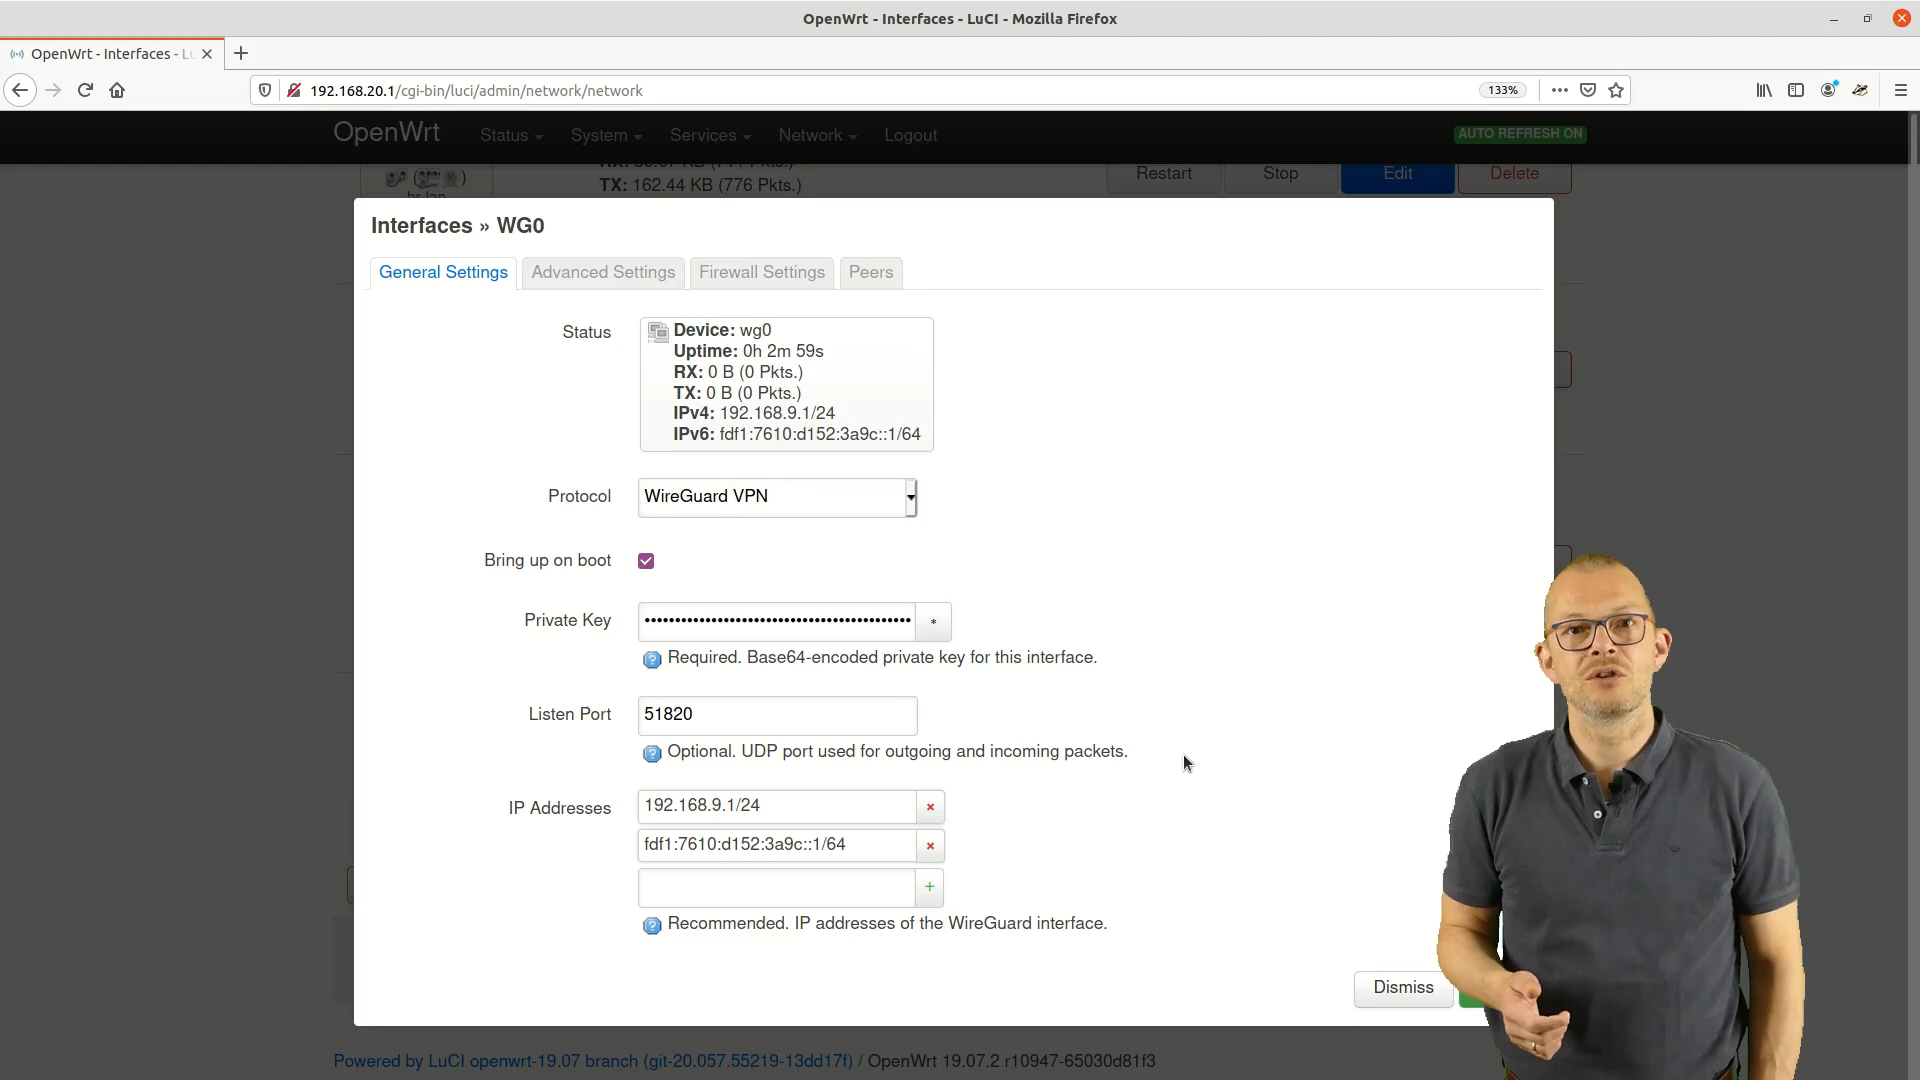 OpenWrt - Interfaces - LuCI - Mozilla Firefox
OpenWrt - Interfaces - Lu
192.168.20.1/cgi-bin/luci/admin/network/network
133%
OpenWrt Status System Services Network Logout AUTO REFRESH ON
TX: 162.44 KB (776 Pkts.)
Restart Stop Edit Delete
br-lan
Interfaces » WG0
General Settings Advanced Settings Firewall Settings Peers
Status
Device: wg0
Uptime: 0h 2m 59s
RX: 0 B (0 Pkts.)
TX: 0 B (0 Pkts.)
IPv4: 192.168.9.1/24
IPv6: fdf1:7610:d152:3a9c::1/64
Protocol WireGuard VPN
Bring up on boot
Private Key •••••••••••••••••••••••••••••••••••••••••••• *
Required. Base64-encoded private key for this interface.
Listen Port 51820
Optional. UDP port used for outgoing and incoming packets.
IP Addresses 192.168.9.1/24
fdf1:7610:d152:3a9c::1/64
+
Recommended. IP addresses of the WireGuard interface.
Dismiss
Powered by LuCI openwrt-19.07 branch (git-20.057.55219-13dd17f) / OpenWrt 19.07.2 r10947-65030d81f3